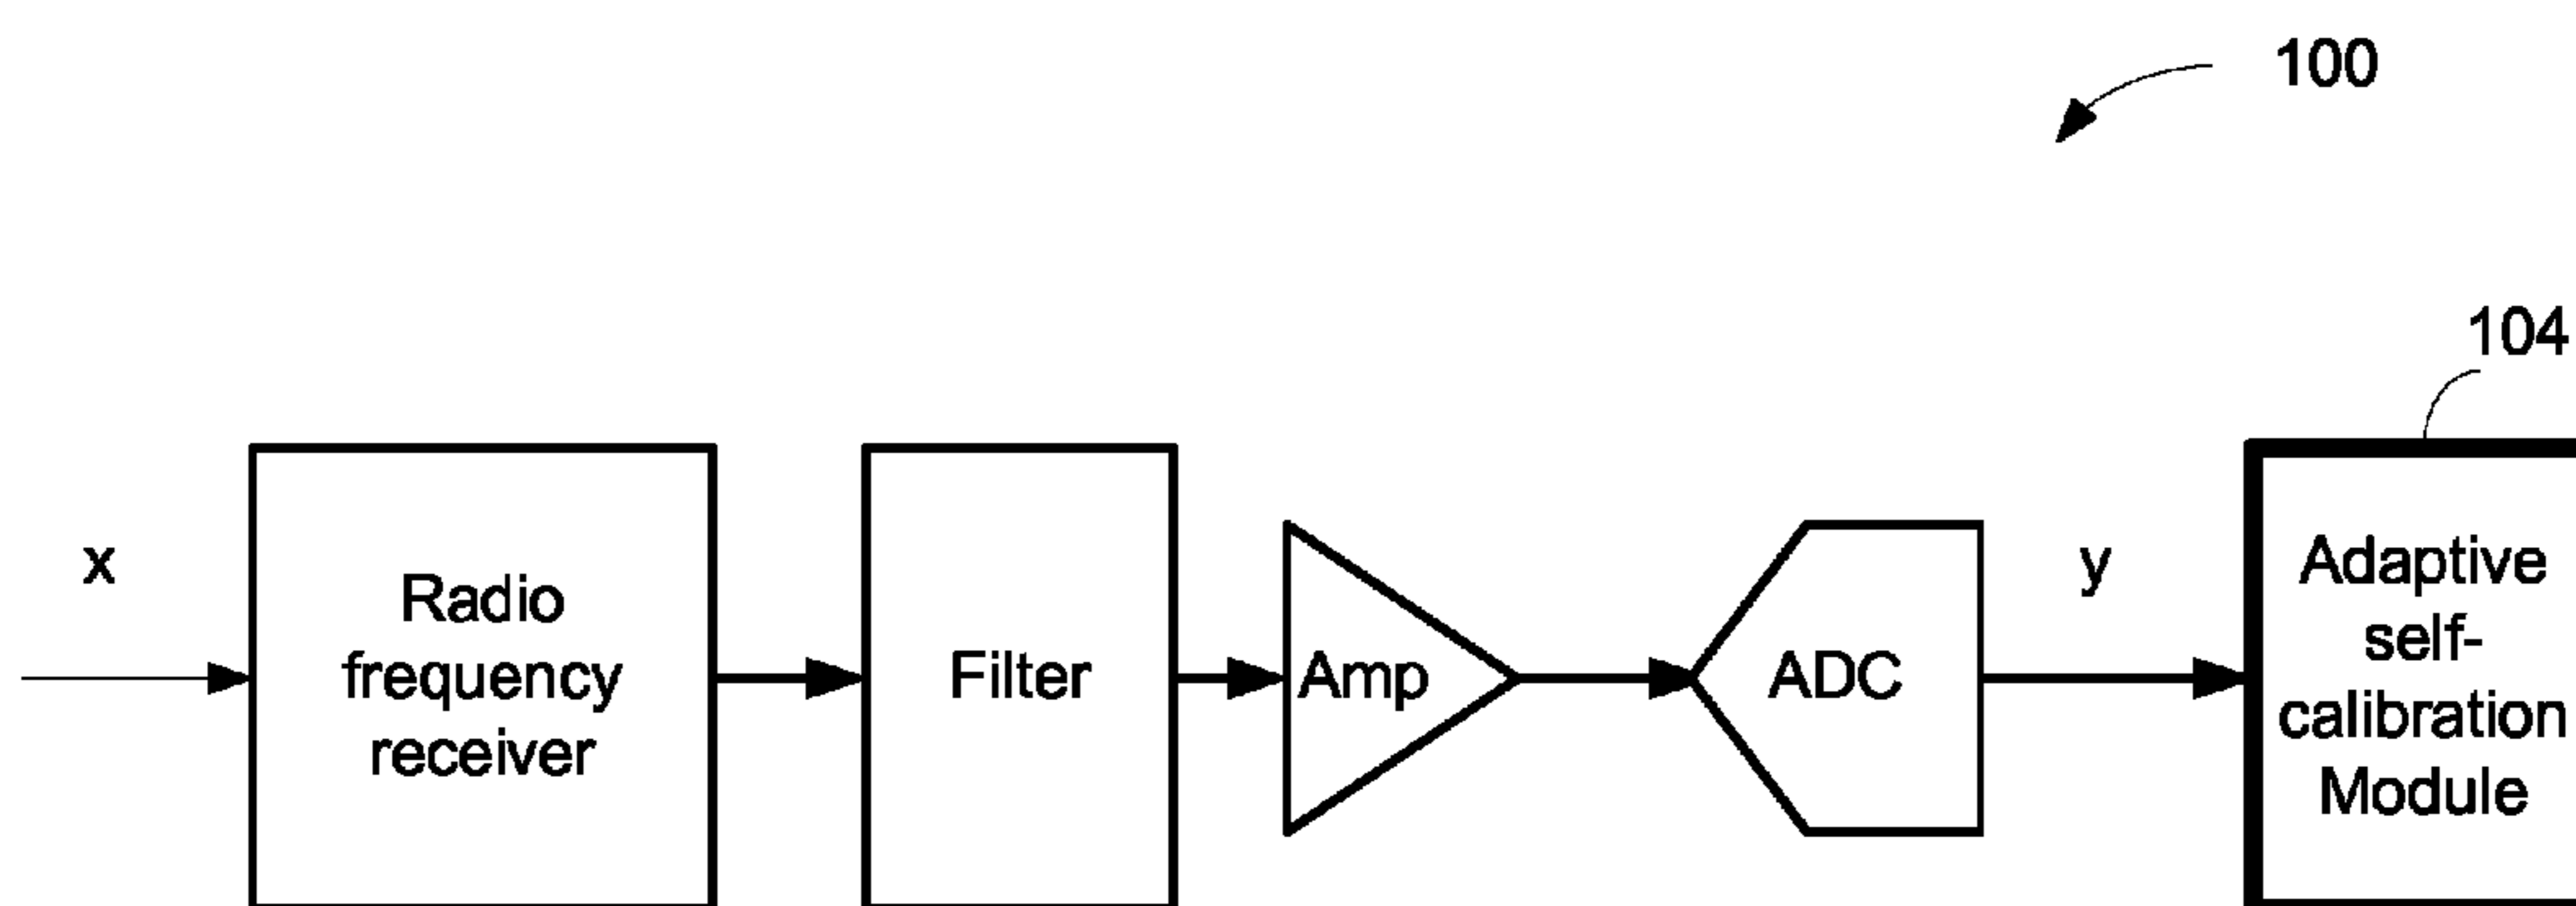 100
104
x
Radio
frequency
receiver
Filter
Amp
ADC
y
Adaptive
self-
calibration
Module